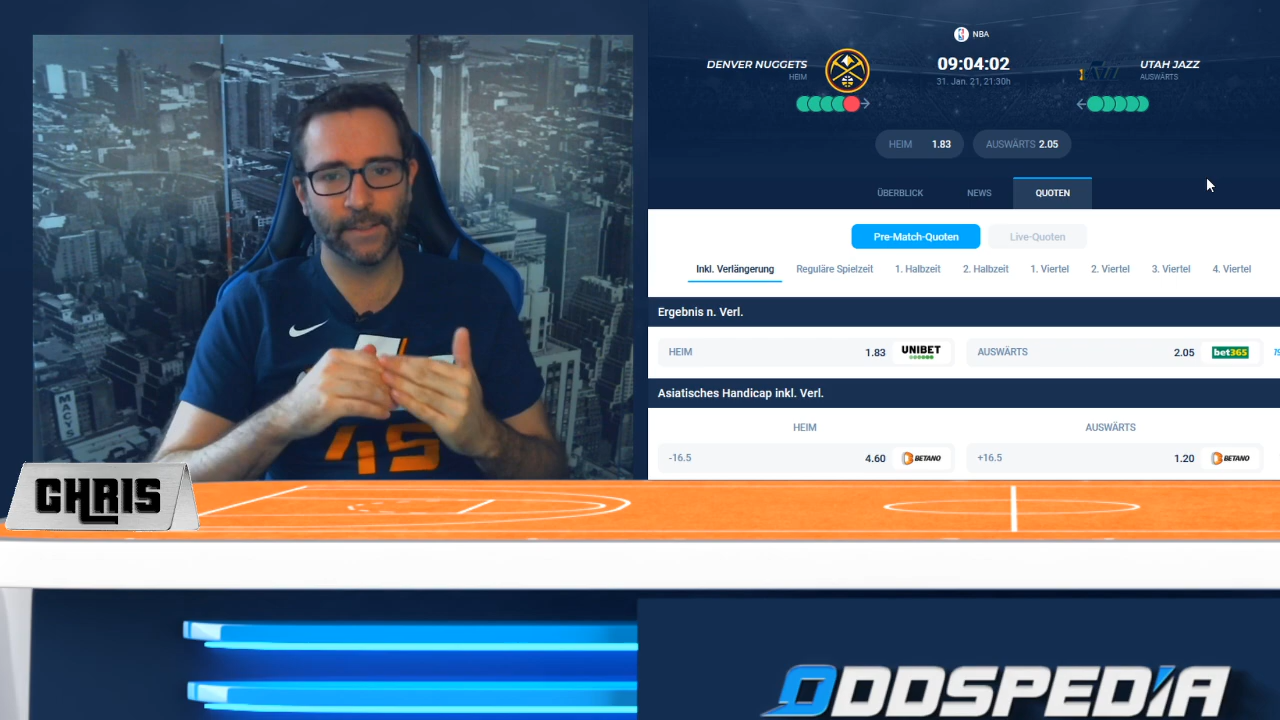 NBA
DENVER NUGGETS
HEIM
09:04:02
31. Jan. 21, 21:30h
UTAH JAZZ
AUSWÄRTS
HEIM 1.83
AUSWÄRTS 2.05
ÜBERBLICK NEWS QUOTEN
Pre-Match-Quoten Live-Quoten
Inkl. Verlängerung Reguläre Spielzeit 1. Halbzeit 2. Halbzeit 1. Viertel 2. Viertel 3. Viertel 4. Viertel
Ergebnis n. Verl.
HEIM 1.83 UNIBET AUSWÄRTS 2.05 bet365
Asiatisches Handicap inkl. Verl.
HEIM AUSWÄRTS
-16.5 4.60 BETANO +16.5 1.20 BETANO
MACY'S
45
CHRIS
ODDSPEDIA